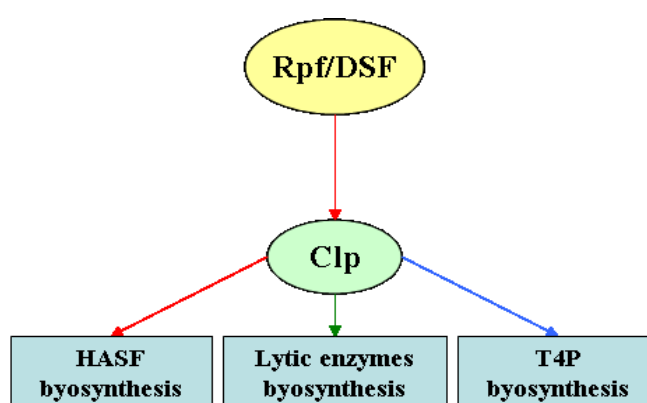 Rpf/DSF
Clp
HASF
byosynthesis
Lytic enzymes
byosynthesis
T4P
byosynthesis